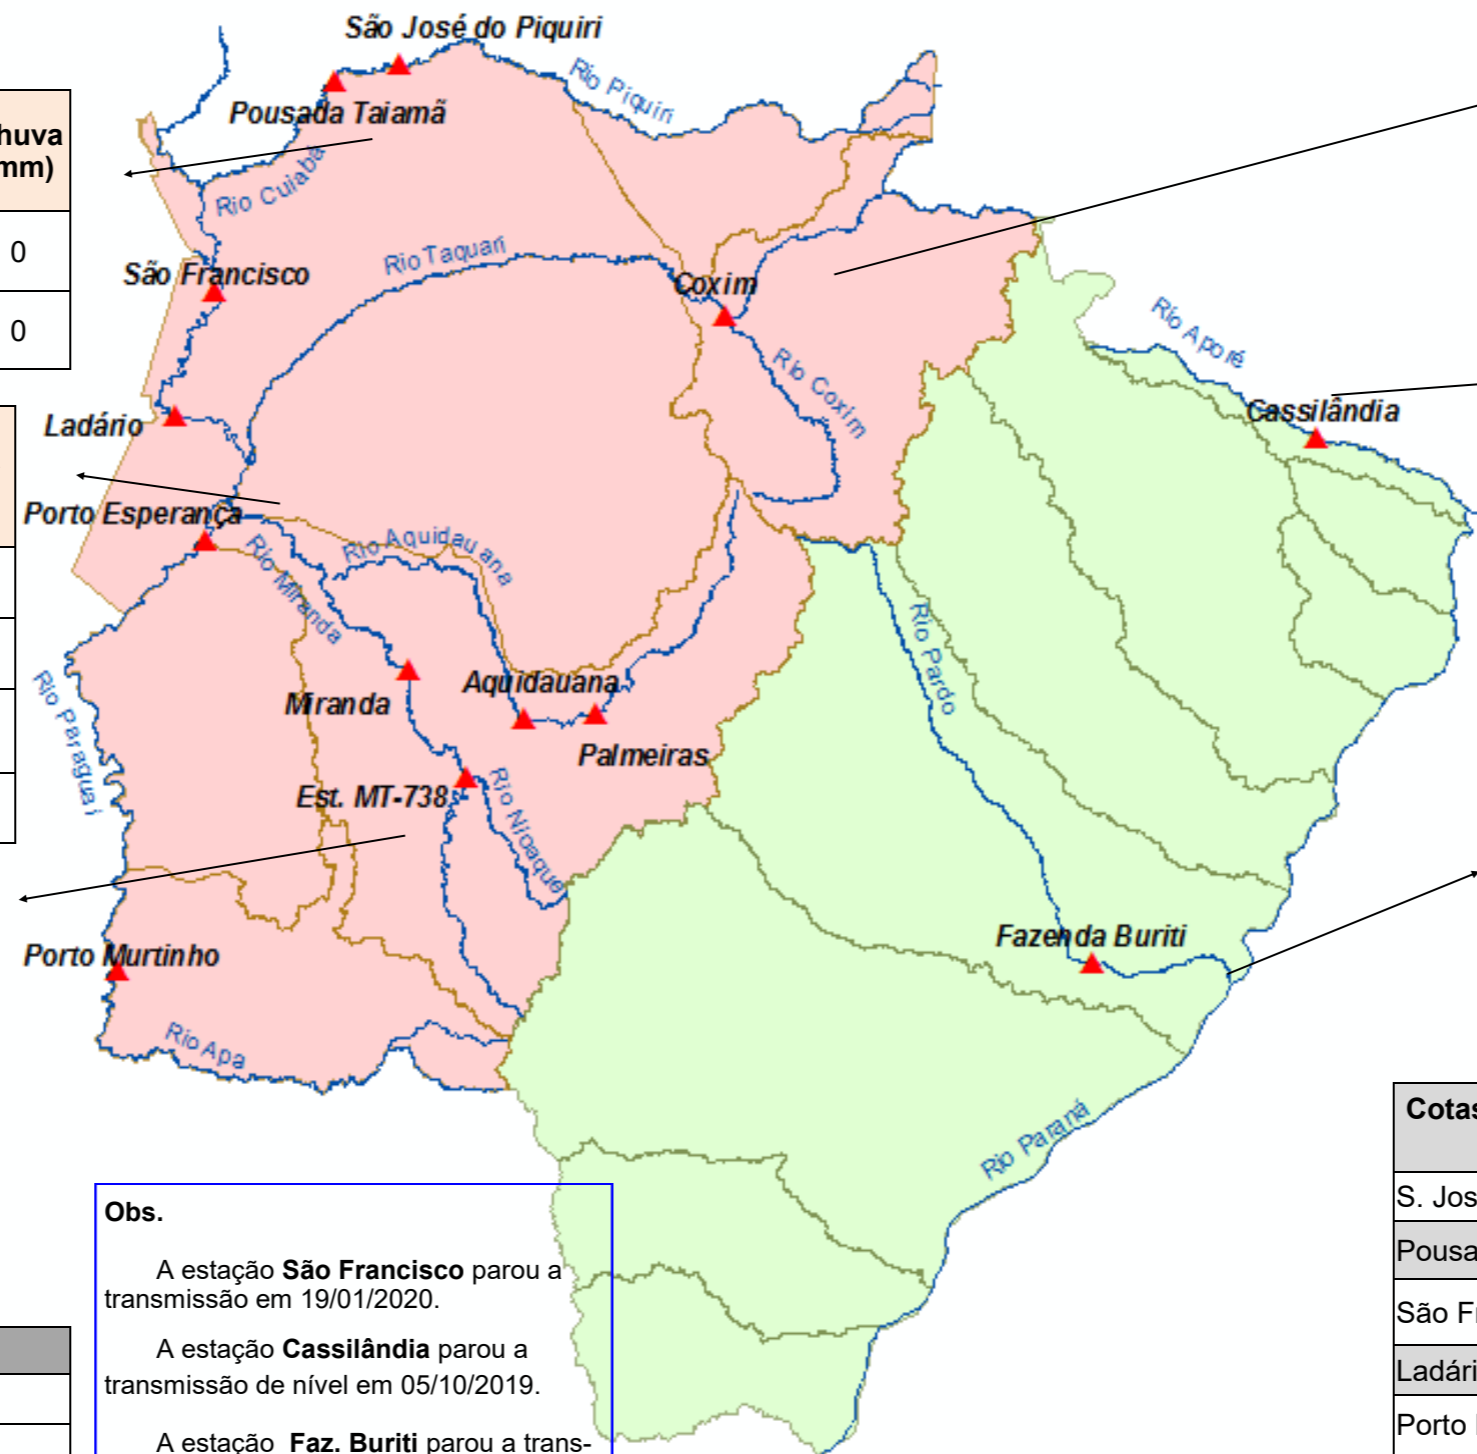 São José do Piquiri
Rio Piquiri
Pousada Taiamã
huva
mm)
Rio Cuiabá
0
Rio Taquari
São Francisco
Coxim
0
Rio Aporé
Rio Coxim
Cassilândia
Ladário
Porto Esperança
Rio Aquidauana
Rio Miranda
Rio Pardo
Rio Paraguai
Aquidauana
Miranda
Palmeiras
Est. MT-738
Rio Nioaque
Fazenda Buriti
Porto Murtinho
Rio Apa
Rio Paraná
Cotas
S. Jos
Pousa
São Fr
Ladári
Porto
Obs.
A estação São Francisco parou a
transmissão em 19/01/2020.
A estação Cassilândia parou a
transmissão de nível em 05/10/2019.
A estação Faz. Buriti parou a trans-